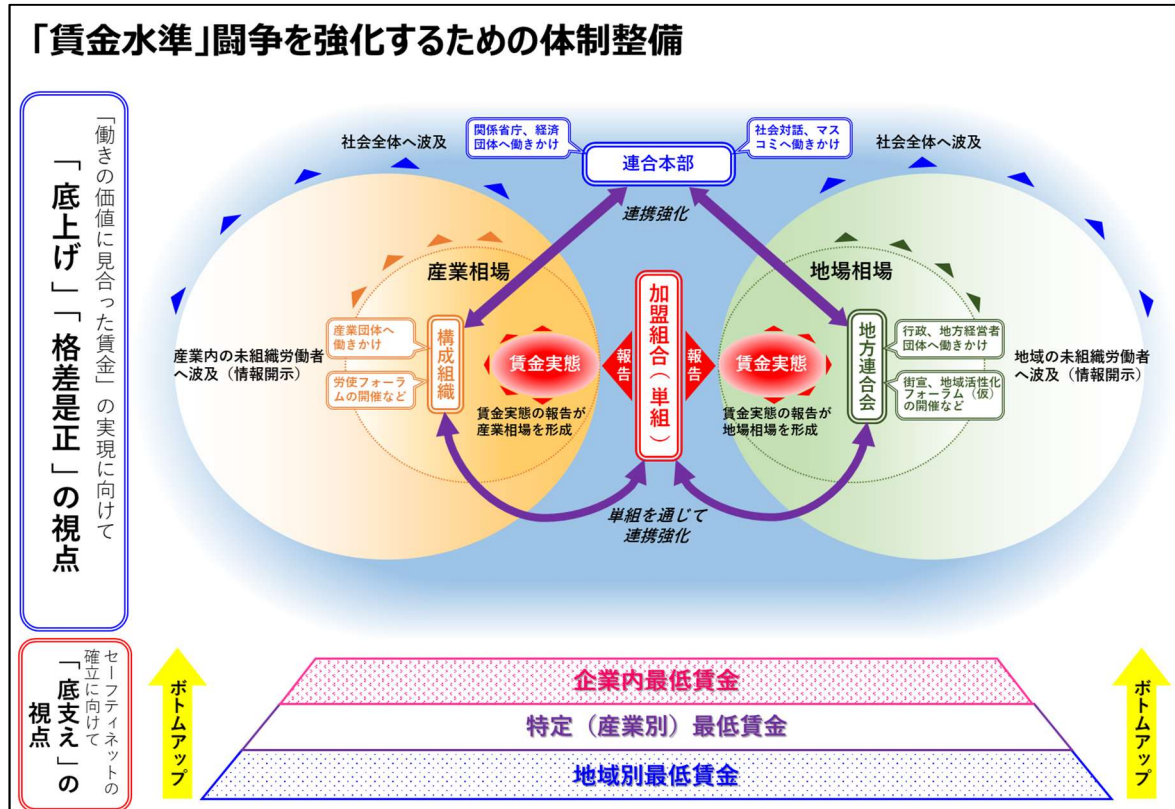 「賃金水準」闘争を強化するための体制整備
「働きの価値に見合った賃金」の実現に向けて
「底上げ」「格差是正」の視点
社会全体へ波及
関係省庁、経済
団体へ働きかけ
連合本部
社会対話、マス
コミへ働きかけ
社会全体へ波及
連携強化
産業相場
地場相場
産業団体へ
働きかけ
労使フォーラ
ムの開催など
構成組織
産業内の未組織労働者
へ波及（情報開示）
賃金実態
賃金実態の報告が
産業相場を形成
報告
加盟組合（単組）
報告
賃金実態
賃金実態の報告が
地場相場を形成
地方連合会
行政、地方経営者
団体へ働きかけ
街宣、地域活性化
フォーラム（仮）
の開催など
地域の未組織労働者
へ波及（情報開示）
単組を通じて
連携強化
セーフティネットの
確立に向けて
「底支え」の
視点
ボトムアップ
企業内最低賃金
特定（産業別）最低賃金
地域別最低賃金
ボトムアップ